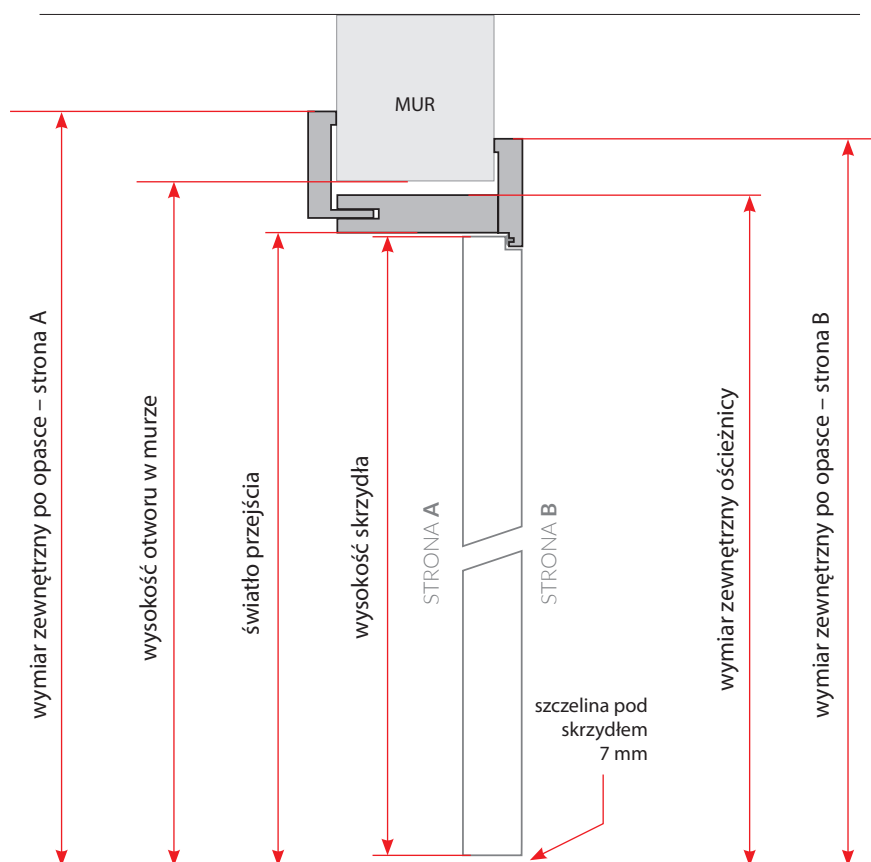 MUR
wymiar zewnętrzny po opasce – strona A
wysokość otworu w murze
światło przejścia
wysokość skrzydła
STRONA A
STRONA B
wymiar zewnętrzny ościeżnicy
wymiar zewnętrzny po opasce – strona B
szczelina pod
skrzydłem
7 mm